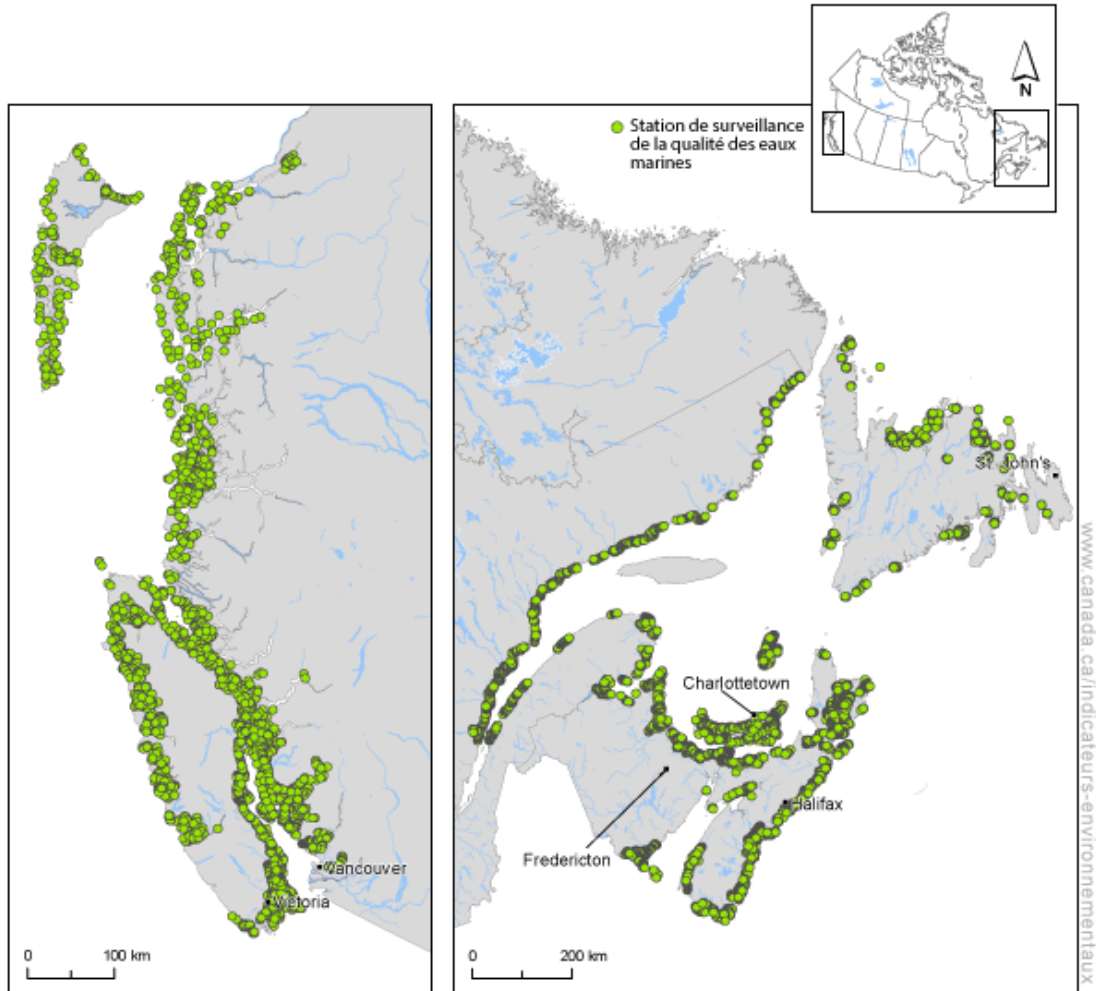 N
Station de surveillance
de la qualité des eaux
marines
St. John's
Charlottetown
Halifax
Fredericton
Vancouver
Victoria
0 100 km
0 200 km
www.canada.ca/indicateurs-environnementaux